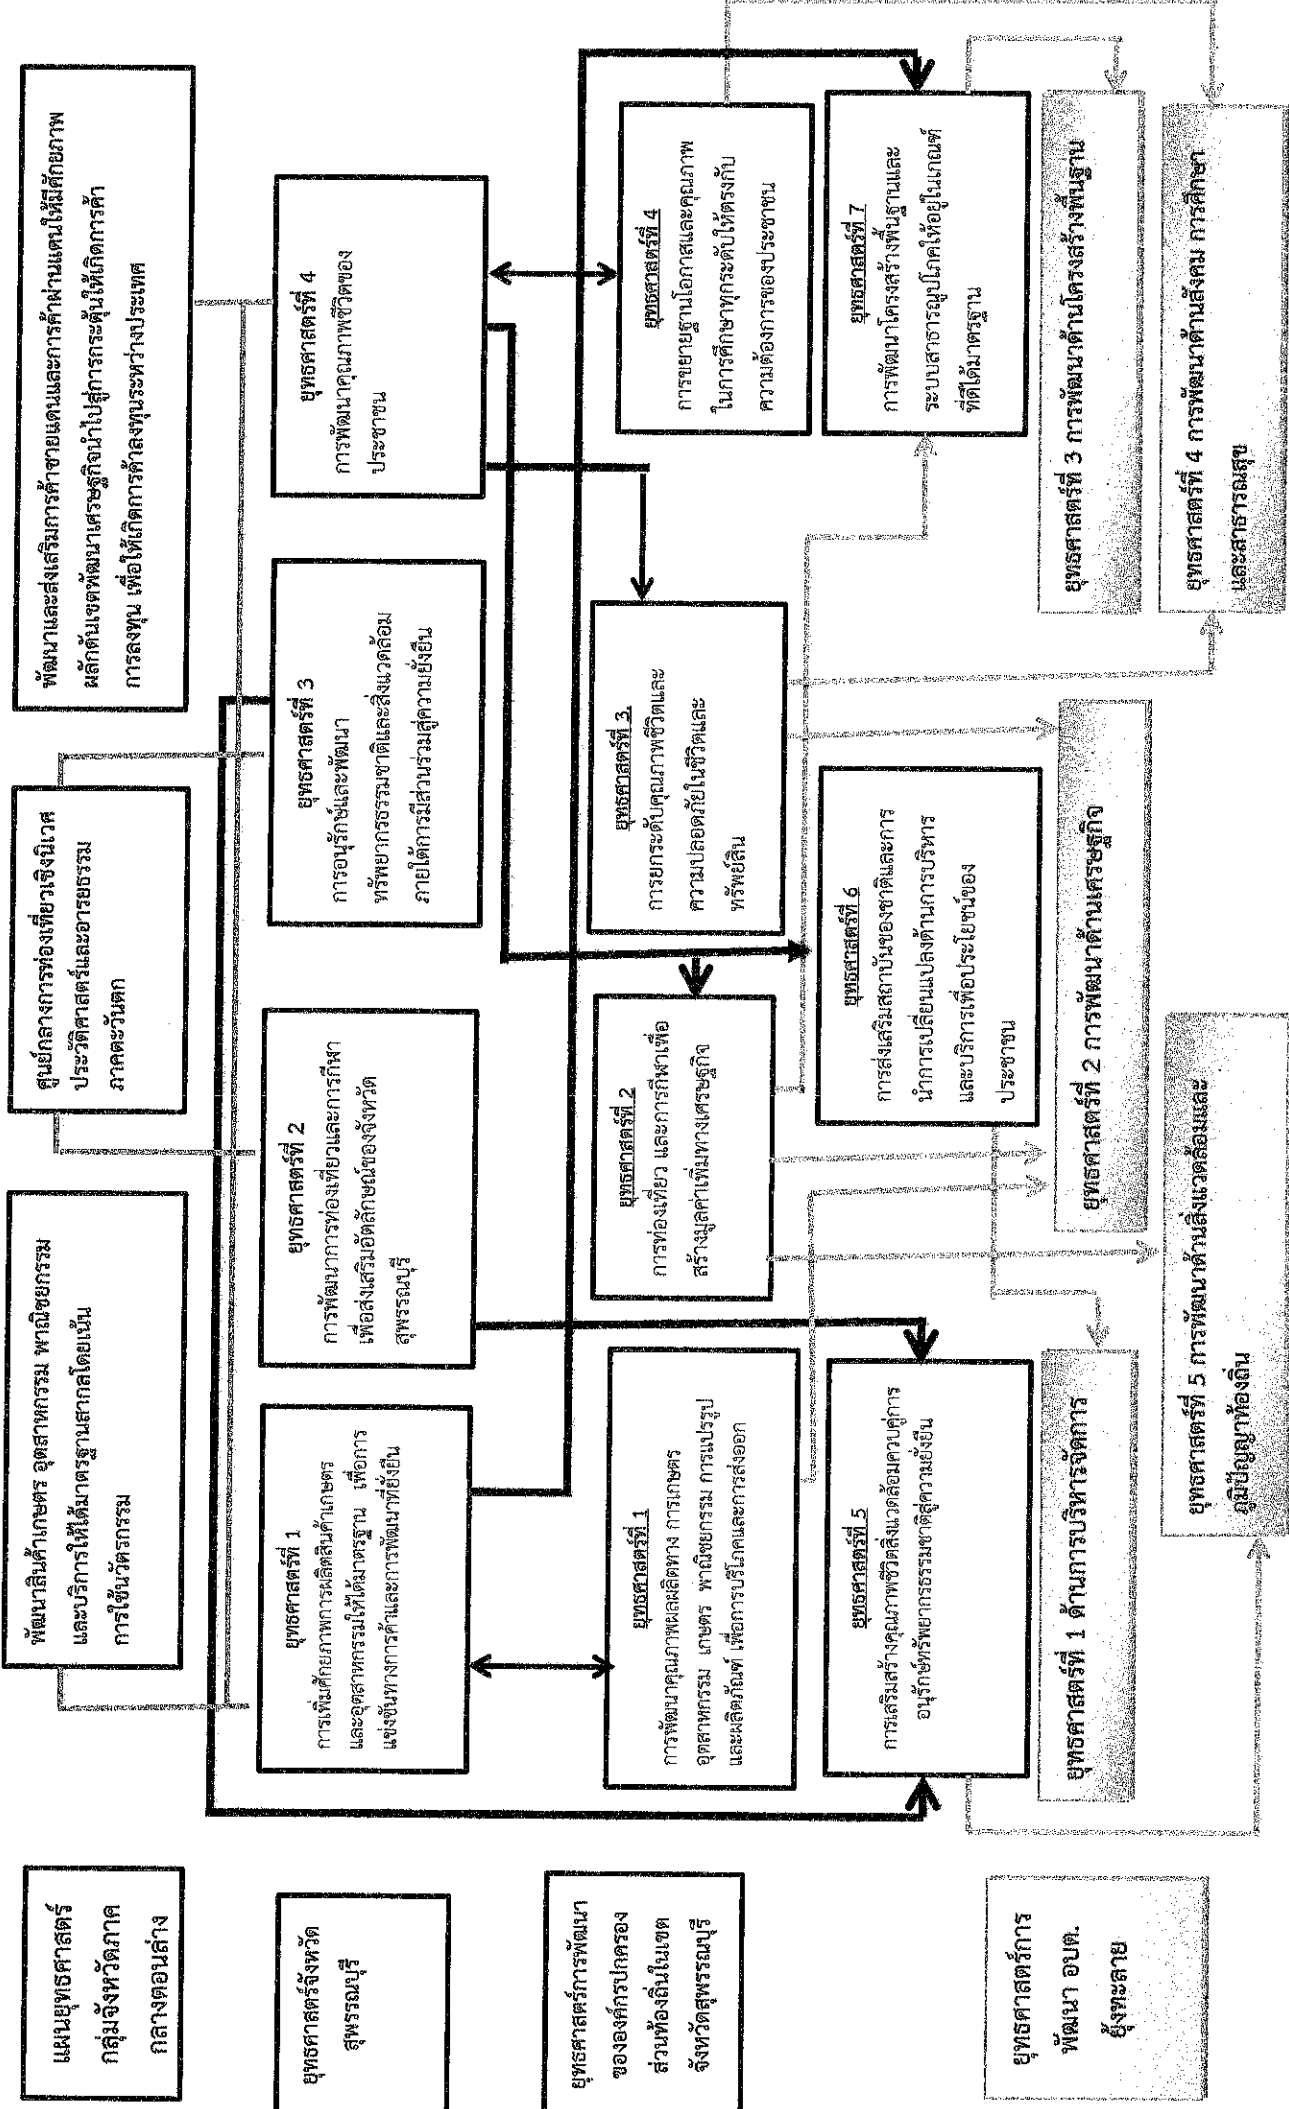 แผนยุทธศาสตร์
กลุ่มจังหวัดภาค
กลางตอนล่าง
พัฒนาสินค้าเกษตร อุตสาหกรรม พาณิชยกรรม
และบริการให้ได้มาตรฐานสากลโดยเน้น
การใช้นวัตกรรม
ศูนย์กลางการท่องเที่ยวเชิงนิเวศ
ประวัติศาสตร์และอารยธรรม
ภาคตะวันตก
พัฒนาและส่งเสริมการค้าชายแดนและการค้าผ่านแดนให้มีศักยภาพ
ผลักดันเขตพัฒนาเศรษฐกิจนำไปสู่การกระตุ้นให้เกิดการค้า
การลงทุน เพื่อให้เกิดการค้าลงทุนระหว่างประเทศ
ยุทธศาสตร์จังหวัด
สุพรรณบุรี
ยุทธศาสตร์ที่ 1
การเพิ่มศักยภาพการผลิตสินค้าเกษตร
และอุตสาหกรรมให้ได้มาตรฐาน เพื่อการ
แข่งขันทางการค้าและการพัฒนาที่ยั่งยืน
ยุทธศาสตร์ที่ 2
การพัฒนาการท่องเที่ยวและการกีฬา
เพื่อส่งเสริมอัตลักษณ์ของจังหวัด
สุพรรณบุรี
ยุทธศาสตร์ที่ 3
การอนุรักษ์และพัฒนา
ทรัพยากรธรรมชาติและสิ่งแวดล้อม
ภายใต้การมีส่วนร่วมสู่ความยั่งยืน
ยุทธศาสตร์ที่ 4
การพัฒนาคุณภาพชีวิตของ
ประชาชน
ยุทธศาสตร์การพัฒนา
ขององค์กรปกครอง
ส่วนท้องถิ่นในเขต
จังหวัดสุพรรณบุรี
ยุทธศาสตร์ที่ 1
การพัฒนาคุณภาพผลผลิตทาง การเกษตร
อุตสาหกรรม เกษตร พาณิชยกรรม การแปรรูป
และผลิตภัณฑ์ เพื่อการบริโภคและการส่งออก
ยุทธศาสตร์ที่ 2
การท่องเที่ยว และการกีฬาเพื่อ
สร้างมูลค่าเพิ่มทางเศรษฐกิจ
ยุทธศาสตร์ที่ 3.
การยกระดับคุณภาพชีวิตและ
ความปลอดภัยในชีวิตและ
ทรัพย์สิน
ยุทธศาสตร์ที่ 4
การขยายฐานโอกาสและคุณภาพ
ในการศึกษาทุกระดับให้ตรงกับ
ความต้องการของประชาชน
ยุทธศาสตร์ที่ 5
การเสริมสร้างคุณภาพชีวิตสิ่งแวดล้อมควบคู่การ
อนุรักษ์ทรัพยากรธรรมชาติสู่ความยั่งยืน
ยุทธศาสตร์ที่ 6
การส่งเสริมสถาบันของชาติและการ
นำการเปลี่ยนแปลงด้านการบริหาร
และบริการเพื่อประโยชน์ของ
ประชาชน
ยุทธศาสตร์ที่ 7
การพัฒนาโครงสร้างพื้นฐานและ
ระบบสาธารณูปโภคให้อยู่ในเกณฑ์
ที่ดีได้มาตรฐาน
ยุทธศาสตร์การ
พัฒนา อบต.
ยุ้งทะลาย
ยุทธศาสตร์ที่ 1 ด้านการบริหารจัดการ
ยุทธศาสตร์ที่ 2 การพัฒนาด้านเศรษฐกิจ
ยุทธศาสตร์ที่ 3 การพัฒนาด้านโครงสร้างพื้นฐาน
ยุทธศาสตร์ที่ 5 การพัฒนาด้านสิ่งแวดล้อมและ
ภูมิปัญญาท้องถิ่น
ยุทธศาสตร์ที่ 4 การพัฒนาด้านสังคม การศึกษา
และสาธารณสุข